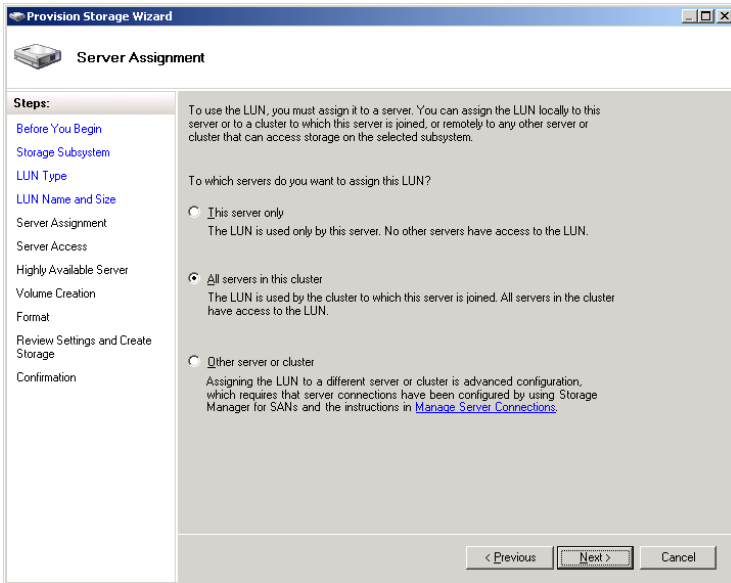 Provision Storage Wizard
Server Assignment
Steps:
Before You Begin
Storage Subsystem
LUN Type
LUN Name and Size
Server Assignment
Server Access
Highly Available Server
Volume Creation
Format
Review Settings and Create
Storage
Confirmation
To use the LUN, you must assign it to a server. You can assign the LUN locally to this
server or to a cluster to which this server is joined, or remotely to any other server or
cluster that can access storage on the selected subsystem.
To which servers do you want to assign this LUN?
This server only
The LUN is used only by this server. No other servers have access to the LUN.
All servers in this cluster
The LUN is used by the cluster to which this server is joined. All servers in the cluster
have access to the LUN.
Other server or cluster
Assigning the LUN to a different server or cluster is advanced configuration,
which requires that server connections have been configured by using Storage
Manager for SANs and the instructions in Manage Server Connections.
< Previous
Next >
Cancel